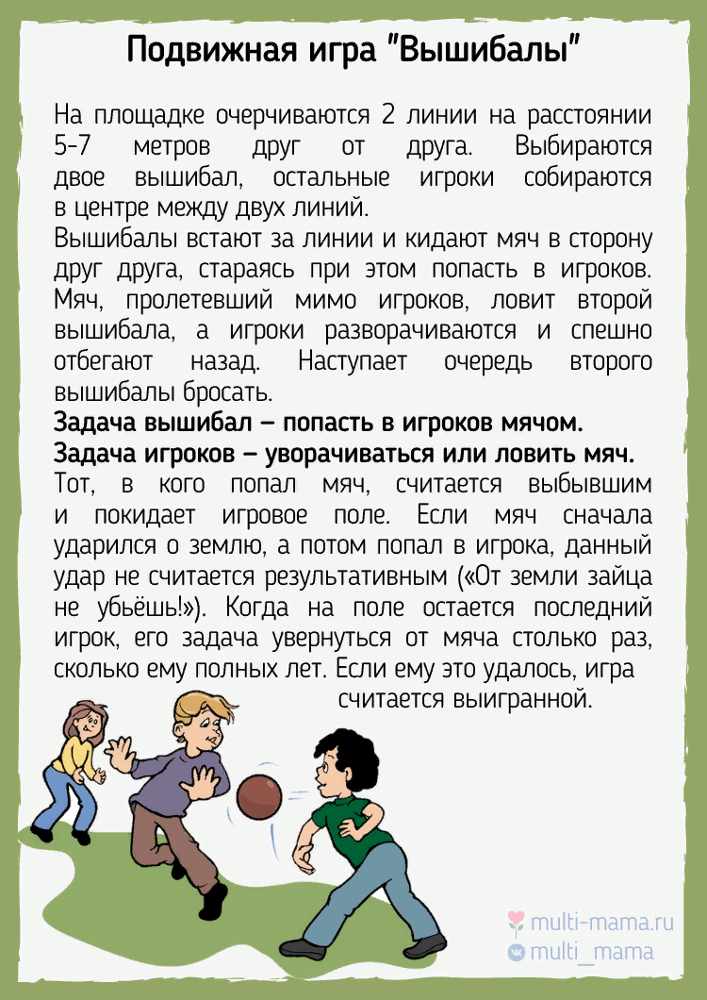 Подвижная игра "Вышибалы"
На площадке очерчиваются 2 линии на расстоянии
5-7 метров друг от друга. Выбираются
двое вышибал, остальные игроки собираются
в центре между двух линий.
Вышибалы встают за линии и кидают мяч в сторону
друг друга, стараясь при этом попасть в игроков.
Мяч, пролетевший мимо игроков, ловит второй
вышибала, а игроки разворачиваются и спешно
отбегают назад. Наступает очередь второго
вышибалы бросать.
Задача вышибал – попасть в игроков мячом.
Задача игроков – уворачиваться или ловить мяч.
Тот, в кого попал мяч, считается выбывшим
и покидает игровое поле. Если мяч сначала
ударился о землю, а потом попал в игрока, данный
удар не считается результативным («От земли зайца
не убьёшь!»). Когда на поле остается последний
игрок, его задача увернуться от мяча столько раз,
сколько ему полных лет. Если ему это удалось, игра
считается выигранной.
multi-mama.ru
multi_mama